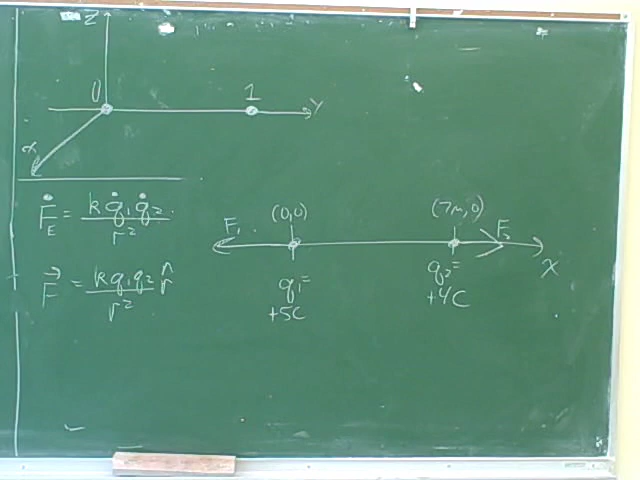 Z
0 1 Y
x
F_E = k q₁ q₂ / r²
F⃗ = k q₁ q₂ / r² r̂
(0,0) (7m,0)
F₁ F₂
X
q₁= q₂=
+5C +4C